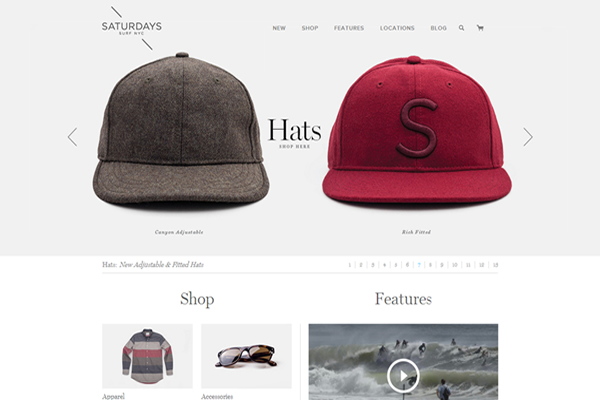 SATURDAYS
SURF NYC
NEW SHOP FEATURES LOCATIONS BLOG
S
Hats
SHOP HERE
Canyon Adjustable
Rich Fitted
Hats: New Adjustable & Fitted Hats
1 2 3 4 5 6 7 8 9 10 11 12 13
Shop
Features
Apparel
Accessories